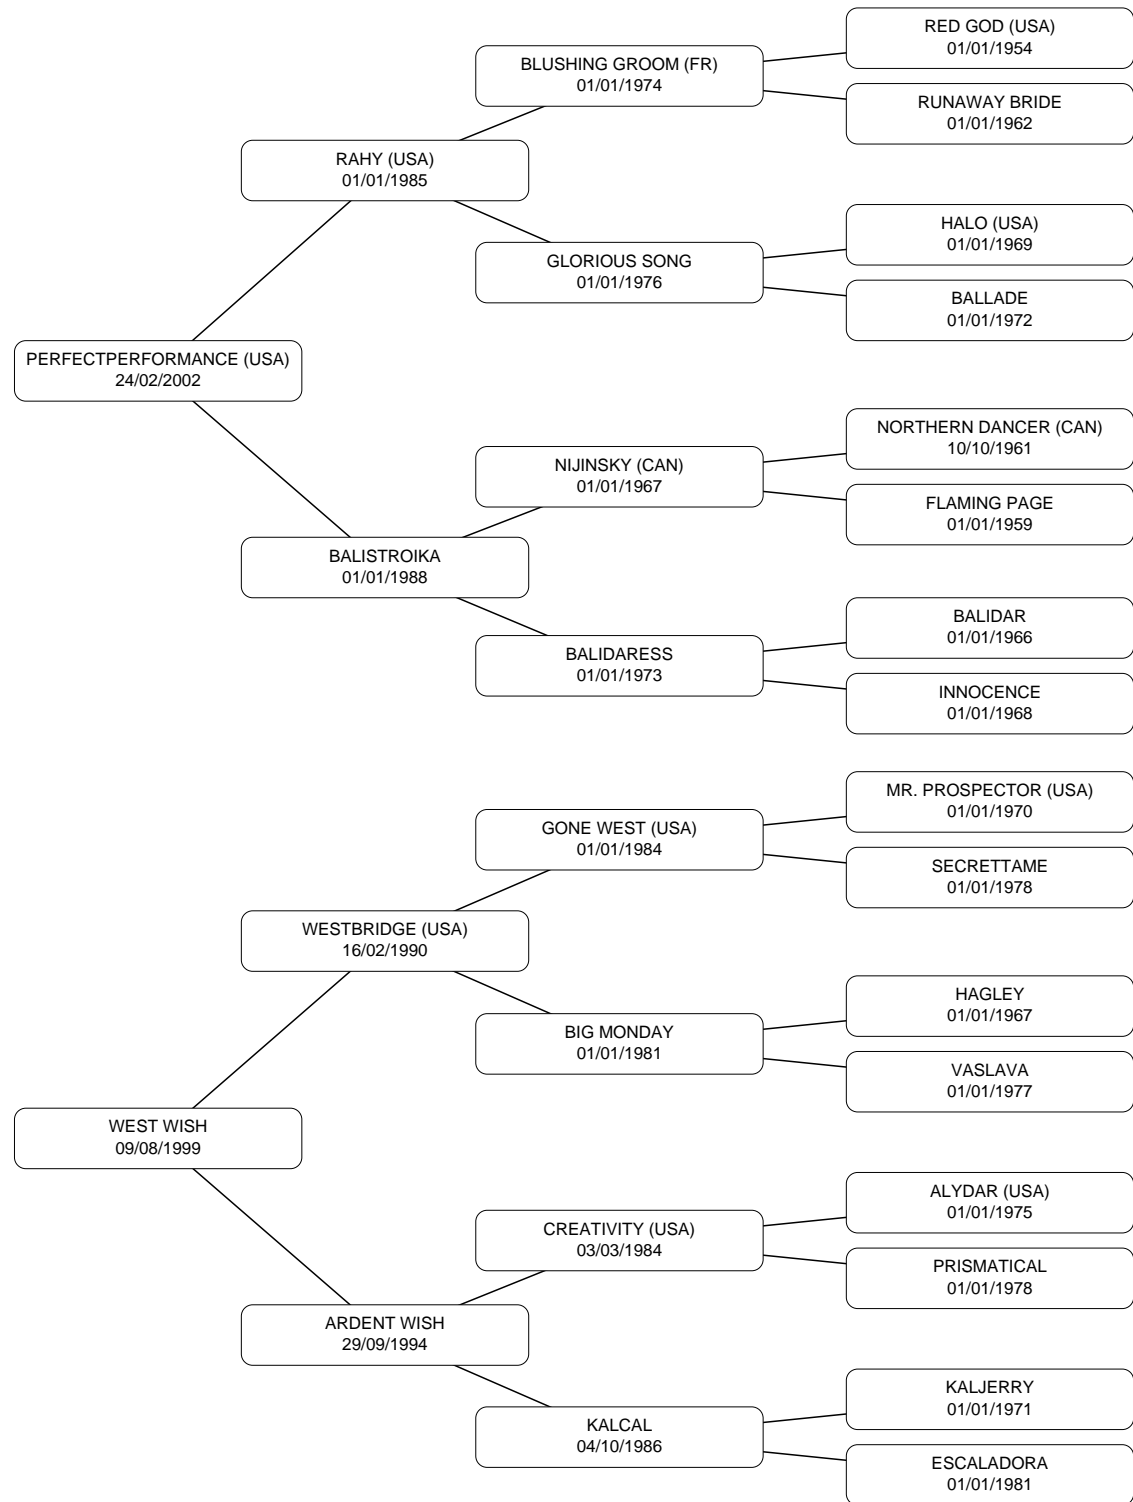 RED GOD (USA)
01/01/1954
BLUSHING GROOM (FR)
01/01/1974
RUNAWAY BRIDE
01/01/1962
RAHY (USA)
01/01/1985
HALO (USA)
01/01/1969
GLORIOUS SONG
01/01/1976
BALLADE
01/01/1972
PERFECTPERFORMANCE (USA)
24/02/2002
NORTHERN DANCER (CAN)
10/10/1961
NIJINSKY (CAN)
01/01/1967
FLAMING PAGE
01/01/1959
BALISTROIKA
01/01/1988
BALIDAR
01/01/1966
BALIDARESS
01/01/1973
INNOCENCE
01/01/1968
MR. PROSPECTOR (USA)
01/01/1970
GONE WEST (USA)
01/01/1984
SECRETTAME
01/01/1978
WESTBRIDGE (USA)
16/02/1990
HAGLEY
01/01/1967
BIG MONDAY
01/01/1981
VASLAVA
01/01/1977
WEST WISH
09/08/1999
ALYDAR (USA)
01/01/1975
CREATIVITY (USA)
03/03/1984
PRISMATICAL
01/01/1978
ARDENT WISH
29/09/1994
KALJERRY
01/01/1971
KALCAL
04/10/1986
ESCALADORA
01/01/1981